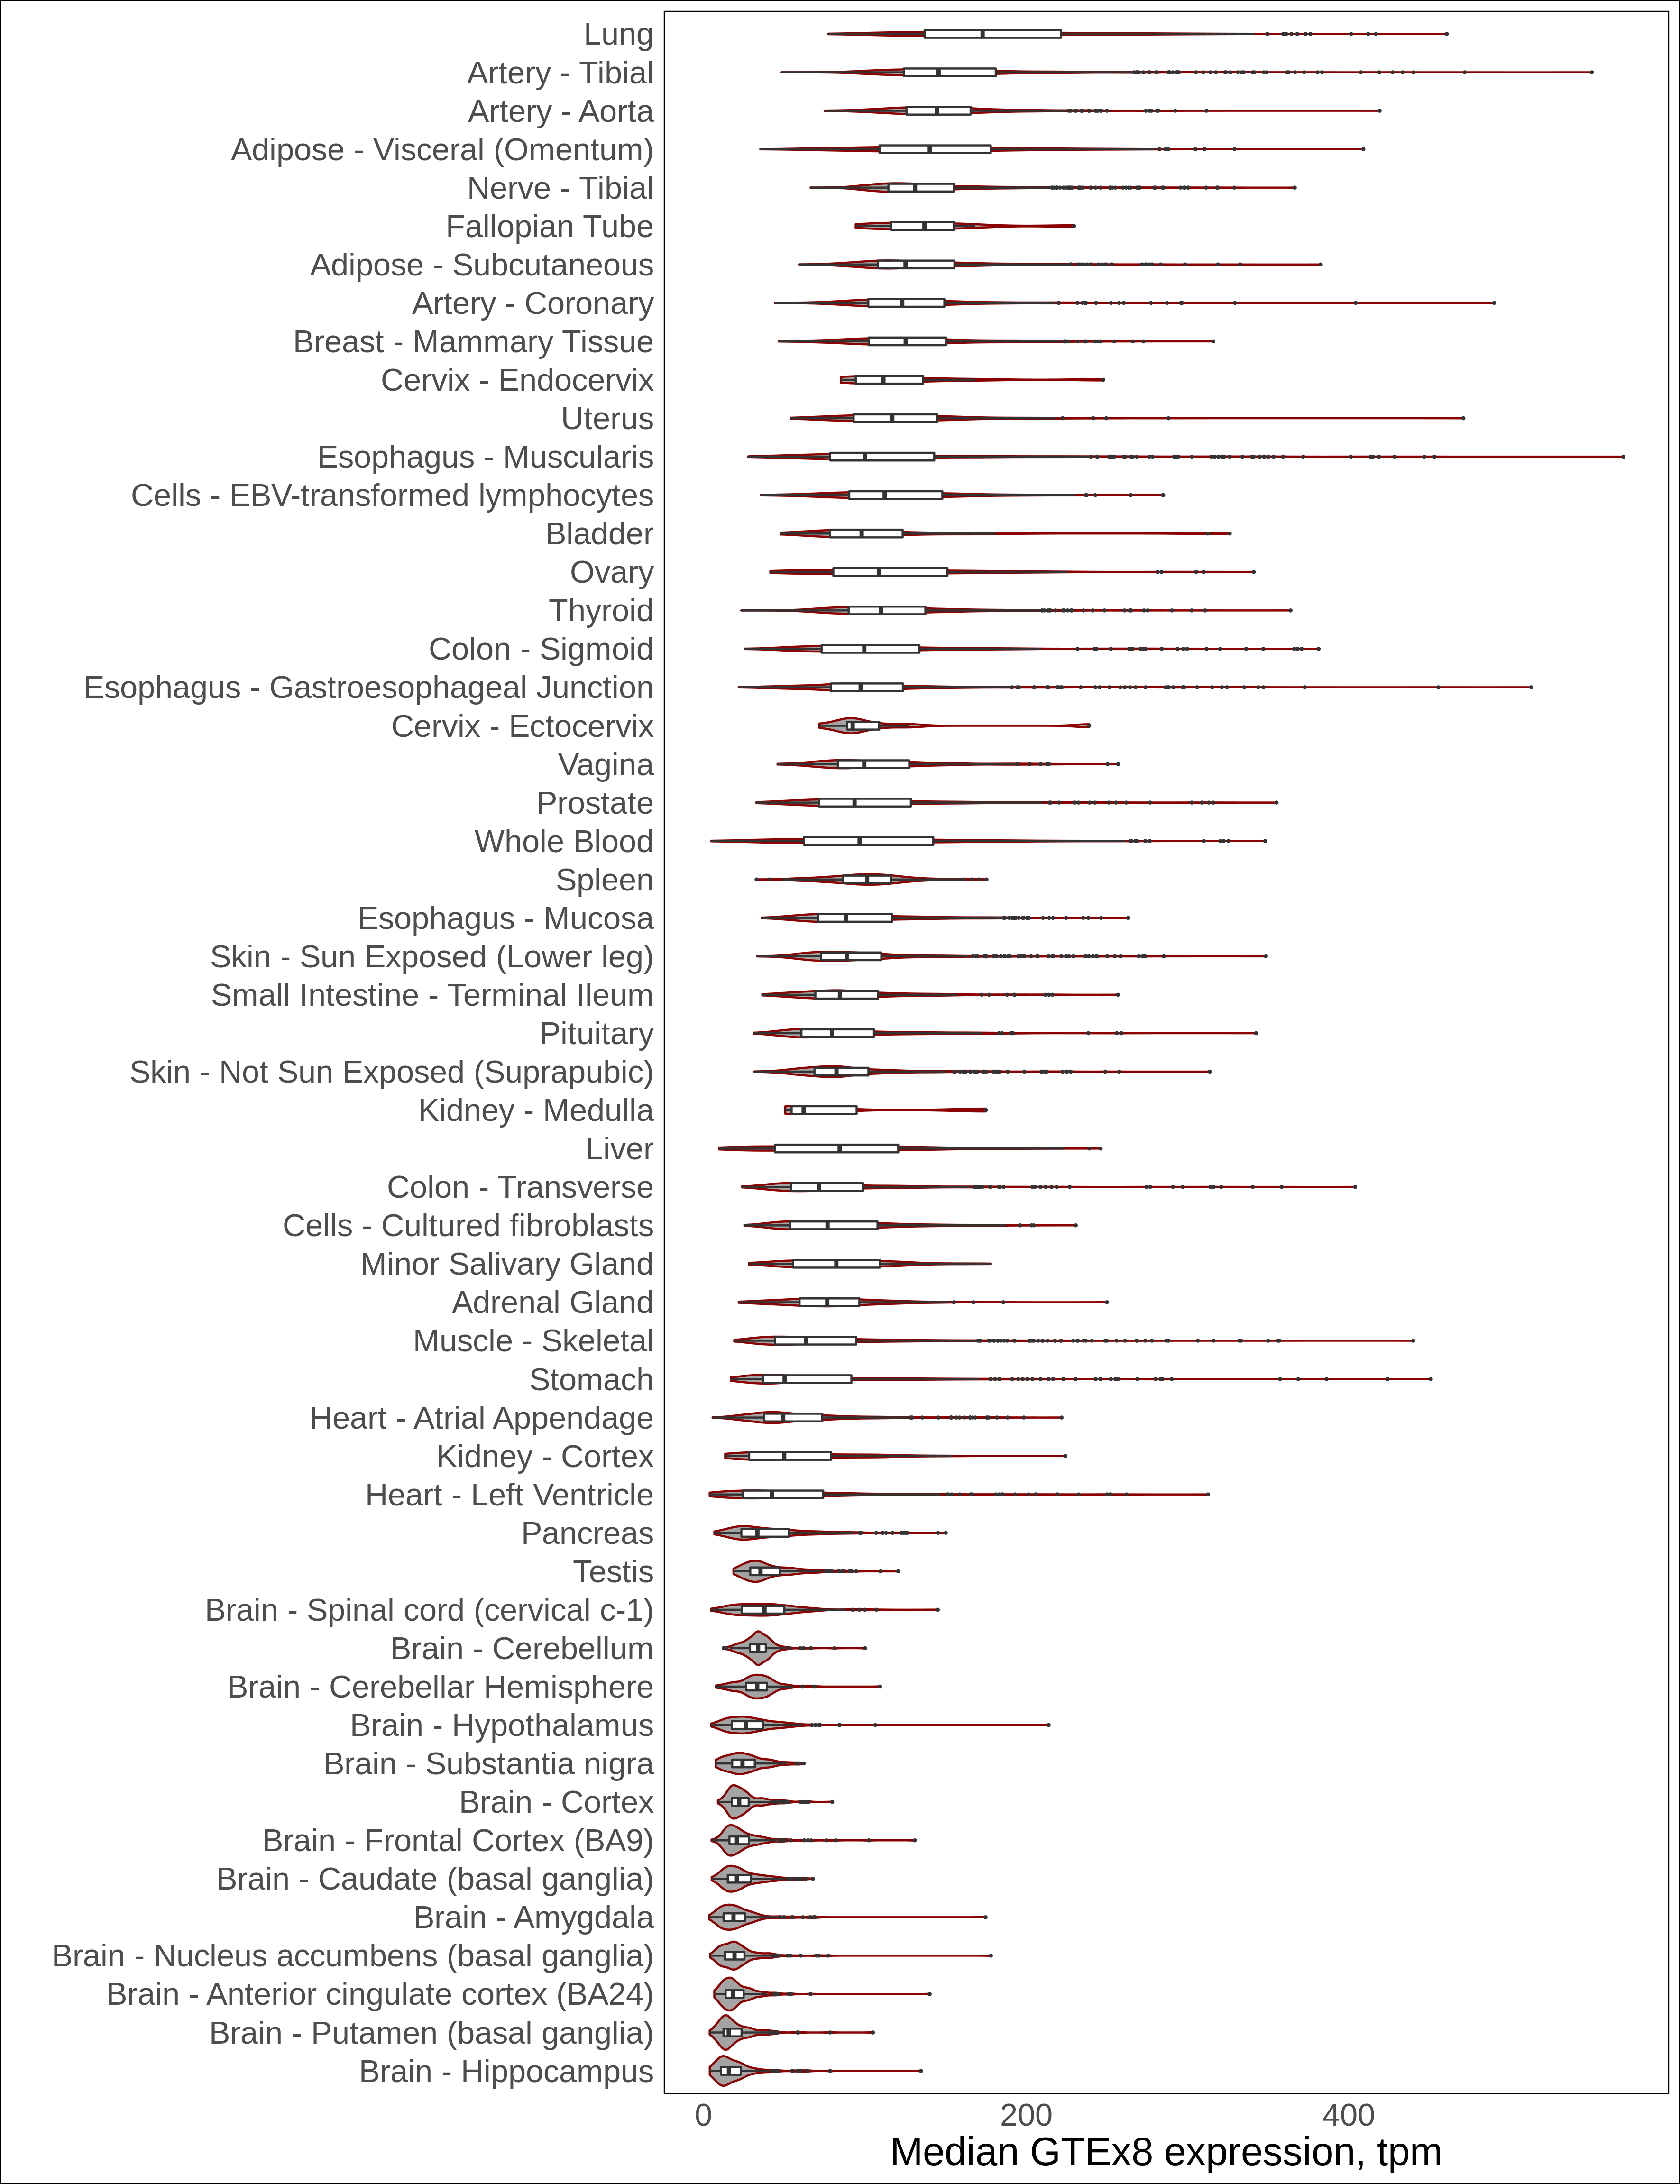 Lung
Artery - Tibial
Artery - Aorta
Adipose - Visceral (Omentum)
Nerve - Tibial
Fallopian Tube
Adipose - Subcutaneous
Artery - Coronary
Breast - Mammary Tissue
Cervix - Endocervix
Uterus
Esophagus - Muscularis
Cells - EBV-transformed lymphocytes
Bladder
Ovary
Thyroid
Colon - Sigmoid
Esophagus - Gastroesophageal Junction
Cervix - Ectocervix
Vagina
Prostate
Whole Blood
Spleen
Esophagus - Mucosa
Skin - Sun Exposed (Lower leg)
Small Intestine - Terminal Ileum
Pituitary
Skin - Not Sun Exposed (Suprapubic)
Kidney - Medulla
Liver
Colon - Transverse
Cells - Cultured fibroblasts
Minor Salivary Gland
Adrenal Gland
Muscle - Skeletal
Stomach
Heart - Atrial Appendage
Kidney - Cortex
Heart - Left Ventricle
Pancreas
Testis
Brain - Spinal cord (cervical c-1)
Brain - Cerebellum
Brain - Cerebellar Hemisphere
Brain - Hypothalamus
Brain - Substantia nigra
Brain - Cortex
Brain - Frontal Cortex (BA9)
Brain - Caudate (basal ganglia)
Brain - Amygdala
Brain - Nucleus accumbens (basal ganglia)
Brain - Anterior cingulate cortex (BA24)
Brain - Putamen (basal ganglia)
Brain - Hippocampus
0 200 400
Median GTEx8 expression, tpm